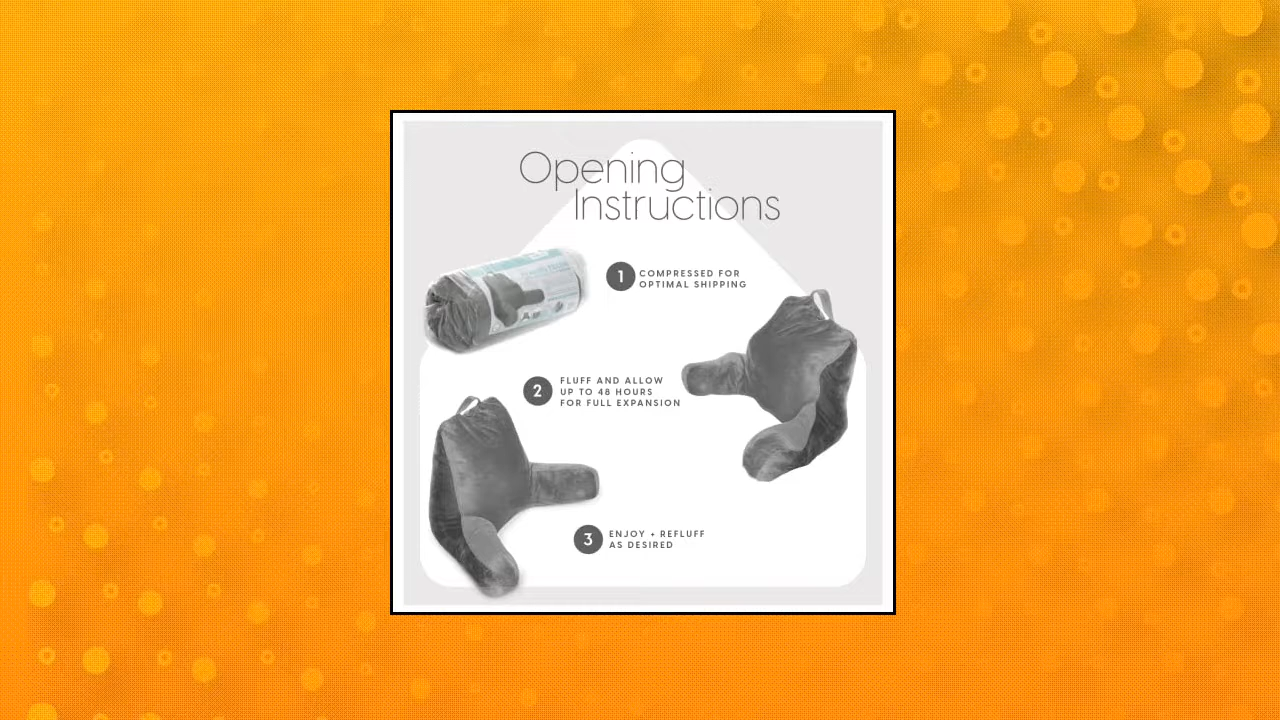 Opening
Instructions
1
COMPRESSED FOR
OPTIMAL SHIPPING
2
FLUFF AND ALLOW
UP TO 48 HOURS
FOR FULL EXPANSION
3
ENJOY + REFLUFF
AS DESIRED